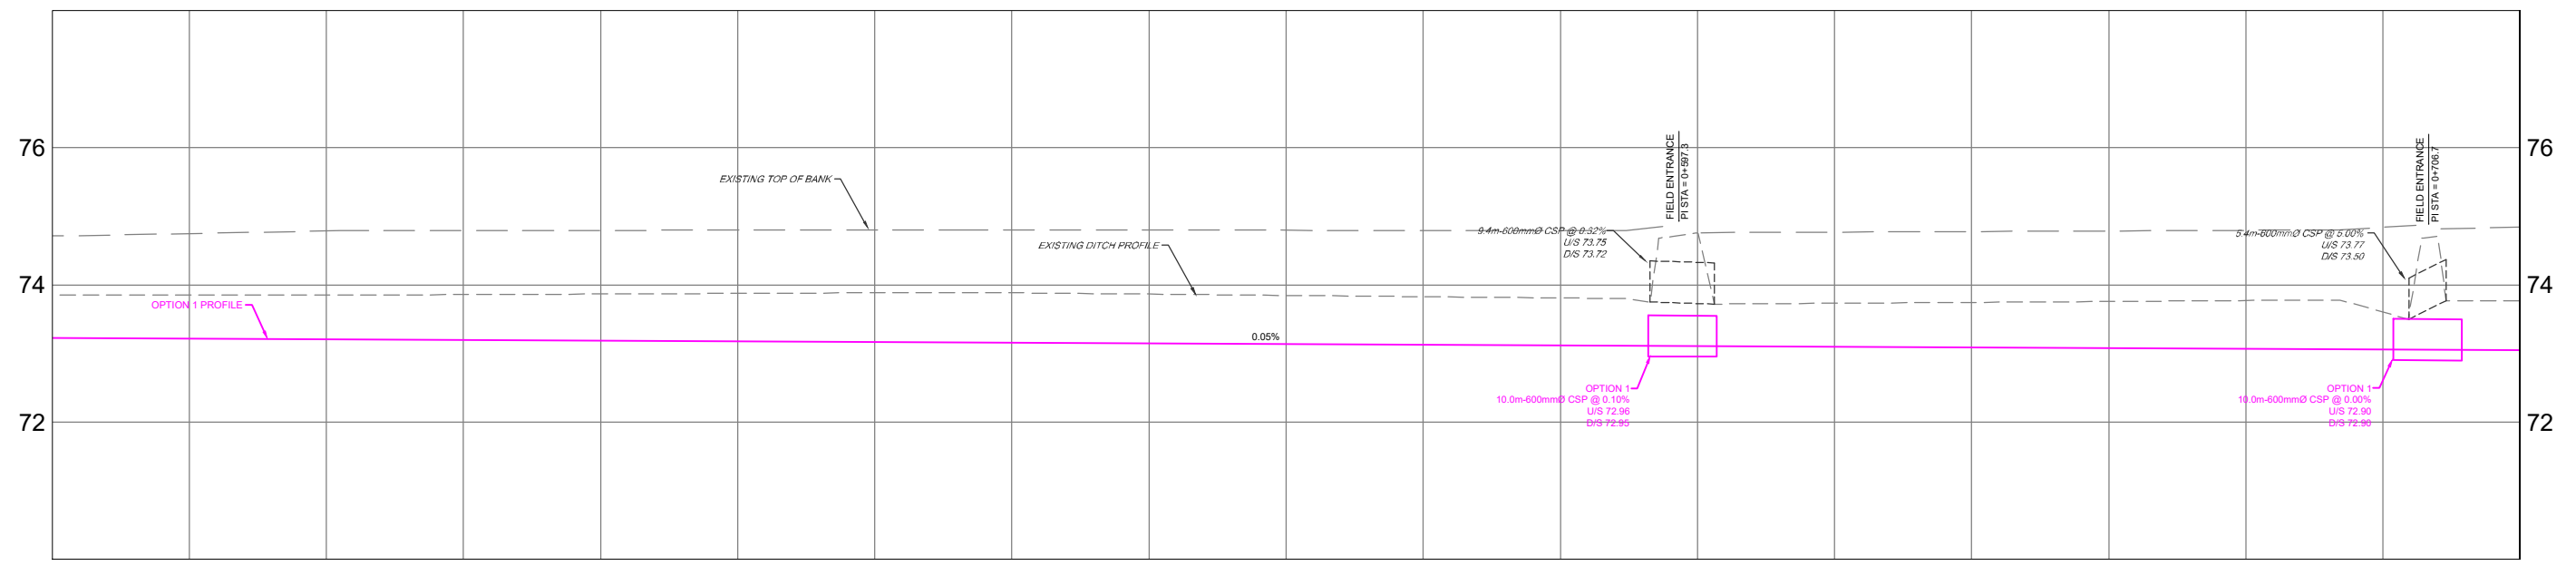 76
76
FIELD ENTRANCE
PI STA = 0+597.3
FIELD ENTRANCE
PI STA = 0+706.7
EXISTING TOP OF BANK
9.4m-600mmØ CSP @ 0.32%
U/S 73.75
D/S 73.72
5.4m-600mmØ CSP @ 5.00%
U/S 73.77
D/S 73.50
EXISTING DITCH PROFILE
74
74
OPTION 1 PROFILE
0.05%
OPTION 1
10.0m-600mmØ CSP @ 0.10%
U/S 72.96
D/S 72.95
OPTION 1
10.0m-600mmØ CSP @ 0.00%
U/S 72.90
D/S 72.90
72
72